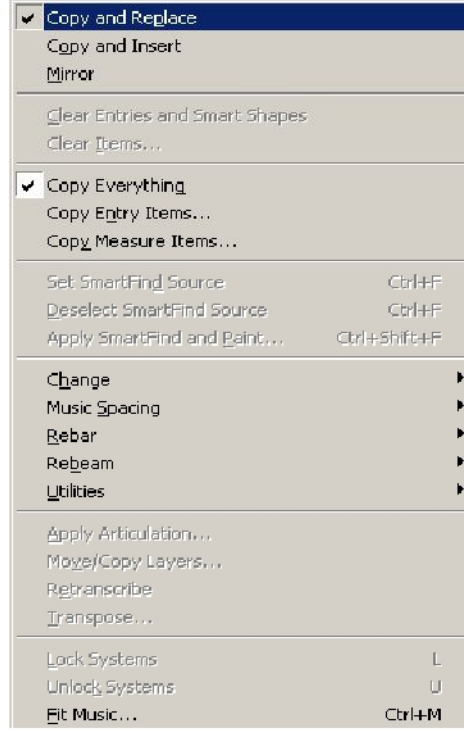 Copy and Replace
Copy and Insert
Mirror
Clear Entries and Smart Shapes
Clear Items...
Copy Everything
Copy Entry Items...
Copy Measure Items...
Set SmartFind Source Ctrl+F
Deselect SmartFind Source Ctrl+F
Apply SmartFind and Paint... Ctrl+Shift+F
Change
Music Spacing
Rebar
Rebeam
Utilities
Apply Articulation...
Move/Copy Layers...
Retranscribe
Transpose...
Lock Systems L
Unlock Systems U
Fit Music... Ctrl+M